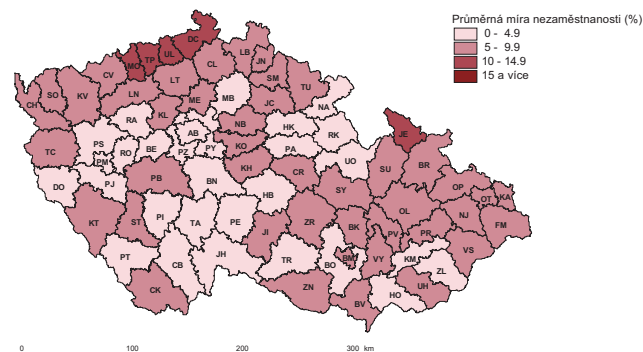 Průměrná míra nezaměstnanosti (%)
0 - 4.9
5 - 9.9
10 - 14.9
15 a více
DC
UL
TP
MO
LB
JN
CL
SM
TU
CV
LT
SO
KV
CH
LN
ME
MB
JC
NA
RA
KL
NB
HK
RK
JE
AB
PS
RO
BE
PZ
PY
KO
PA
UO
TC
PM
SU
BR
DO
PJ
PB
BN
KH
CR
SY
OP
OT
KA
HB
KT
ST
PI
TA
PE
JI
ZR
BK
OL
NJ
FM
PV
PR
VS
PT
CB
JH
TR
BO
BM
VY
KM
ZL
CK
ZN
BV
HO
UH
0 100 200 300 km